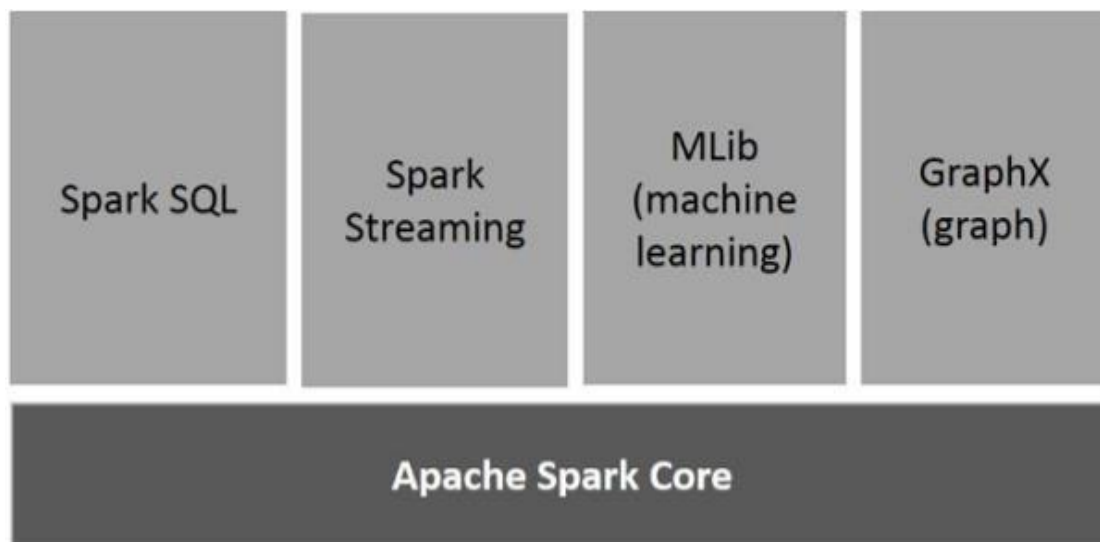 Spark SQL
Spark
Streaming
MLib
(machine
learning)
GraphX
(graph)
Apache Spark Core